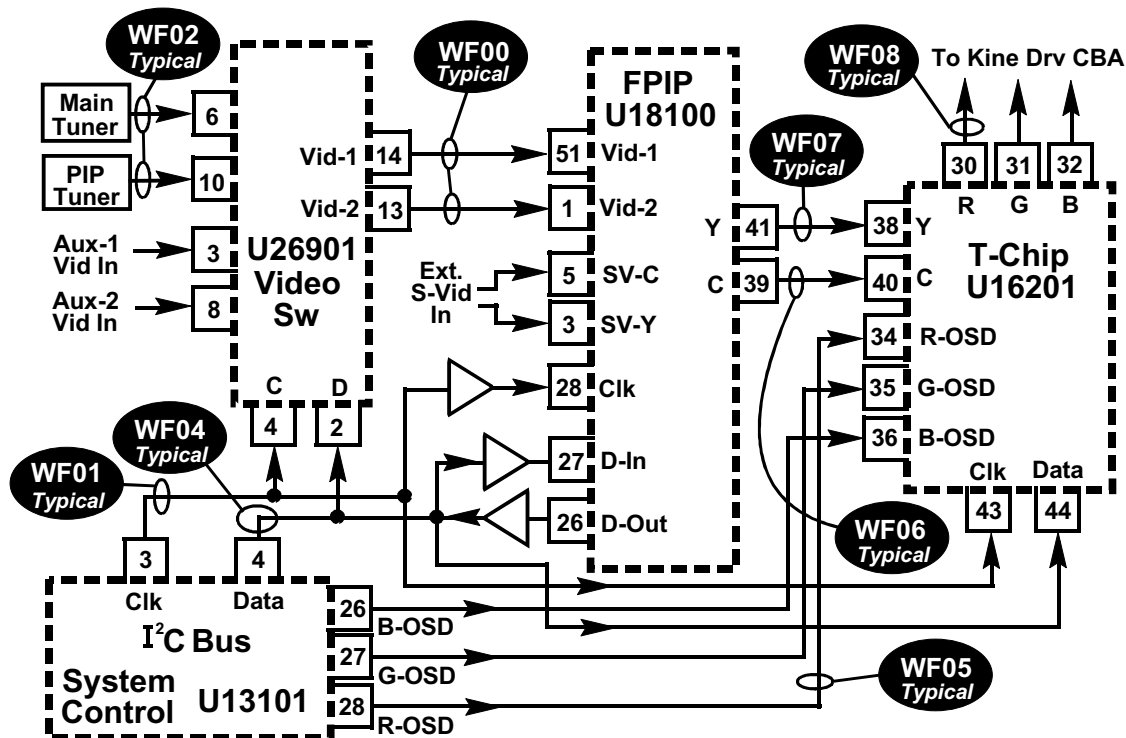 WF02
Typical
WF00
Typical
WF08
Typical
To Kine Drv CBA
Main
Tuner
6
FPIP
U18100
WF07
Typical
Vid-1
14
51
Vid-1
30
31
32
R
G
B
PIP
Tuner
10
Vid-2
13
1
Vid-2
Y
41
38
Y
T-Chip
U16201
Aux-1
Vid In
3
U26901
Video
Sw
Ext.
S-Vid
In
5
SV-C
C
39
40
C
Aux-2
Vid In
8
3
SV-Y
34
R-OSD
C
D
4
2
28
Clk
35
G-OSD
WF04
Typical
36
B-OSD
WF01
Typical
27
D-In
Clk
Data
43
44
26
D-Out
WF06
Typical
3
4
Clk
Data
I²C Bus
26
B-OSD
27
G-OSD
WF05
Typical
System
Control
U13101
28
R-OSD